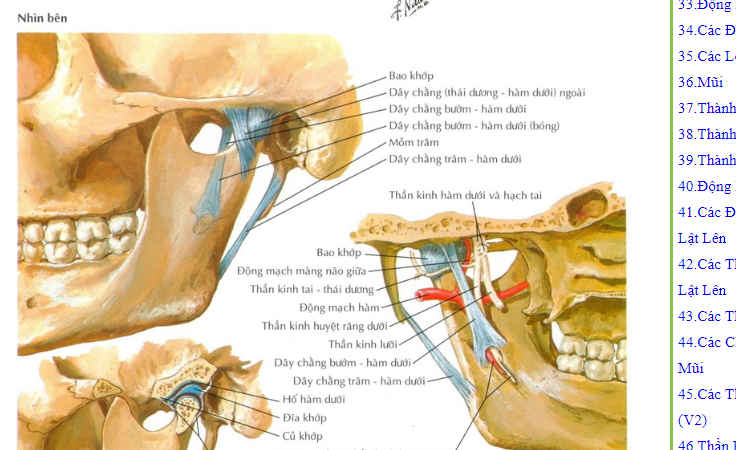 Nhìn bên
Bao khớp
Dây chằng (thái dương - hàm dưới) ngoài
Dây chằng bướm - hàm dưới
Dây chằng bướm - hàm dưới (bóng)
Mỏm trâm
Dây chằng trâm - hàm dưới
Thần kinh hàm dưới và hạch tai
Bao khớp
Động mạch màng não giữa
Thần kinh tai - thái dương
Động mạch hàm
Thần kinh huyệt răng dưới
Thần kinh lưỡi
Dây chằng bướm - hàm dưới
Dây chằng trâm - hàm dưới
Hố hàm dưới
Đĩa khớp
Củ khớp
33.Động
34.Các Đ
35.Các
36.Mũi
37.Thành
38.Thành
39.Thành
40.Động
41.Các Đ
Lật Lên
42.Các T
Lật Lên
43.Các T
44.Các C
Mũi
45.Các T
(V2)
46.Thần